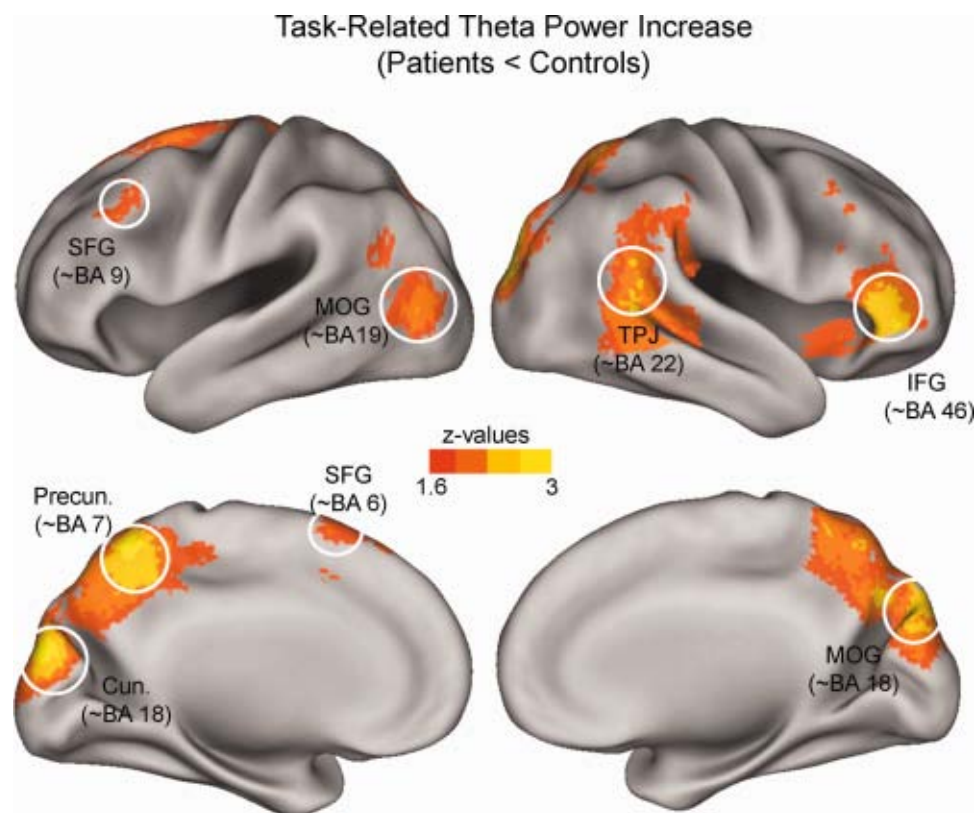 Task-Related Theta Power Increase
(Patients < Controls)
SFG
(~BA 9)
MOG
(~BA19)
TPJ
(~BA 22)
IFG
(~BA 46)
z-values
1.6
3
Precun.
(~BA 7)
SFG
(~BA 6)
Cun.
(~BA 18)
MOG
(~BA 18)